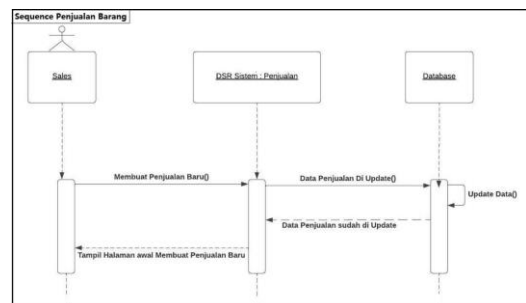 Sequence Penjualan Barang
Sales
DSR Sistem : Penjualan
Database
Membuat Penjualan Baru()
Data Penjualan Di Update()
Update Data()
Data Penjualan sudah di Update
Tampil Halaman awal Membuat Penjualan Baru